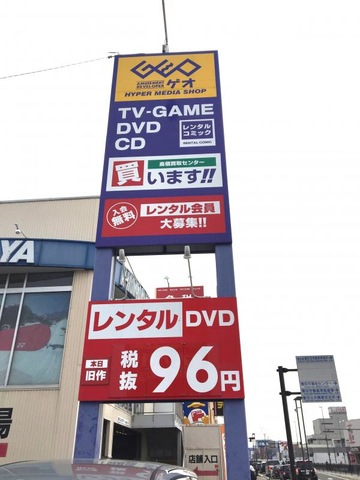 GEO ゲオ
AMUSEMENT
DEVELOPER
HYPER MEDIA SHOP
TV-GAME
DVD
CD
レンタル
コミック
RENTAL COMIC
高価買取センター
買います!!
入会
無料
レンタル会員
大募集!!
YA
レンタル DVD
本日
旧作
税抜
96円
場
店舗入口